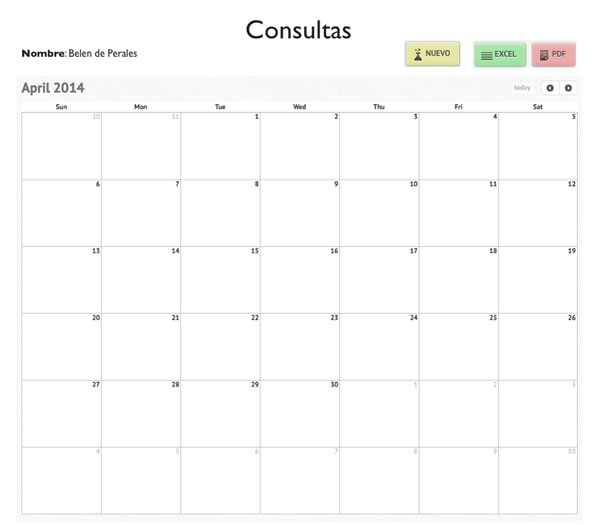 Consultas
Nombre: Belen de Perales
NUEVO
EXCEL
PDF
April 2014
today
Sun Mon Tue Wed Thu Fri Sat
30 31 1 2 3 4 5
6 7 8 9 10 11 12
13 14 15 16 17 18 19
20 21 22 23 24 25 26
27 28 29 30 1 2 3
4 5 6 7 8 9 10